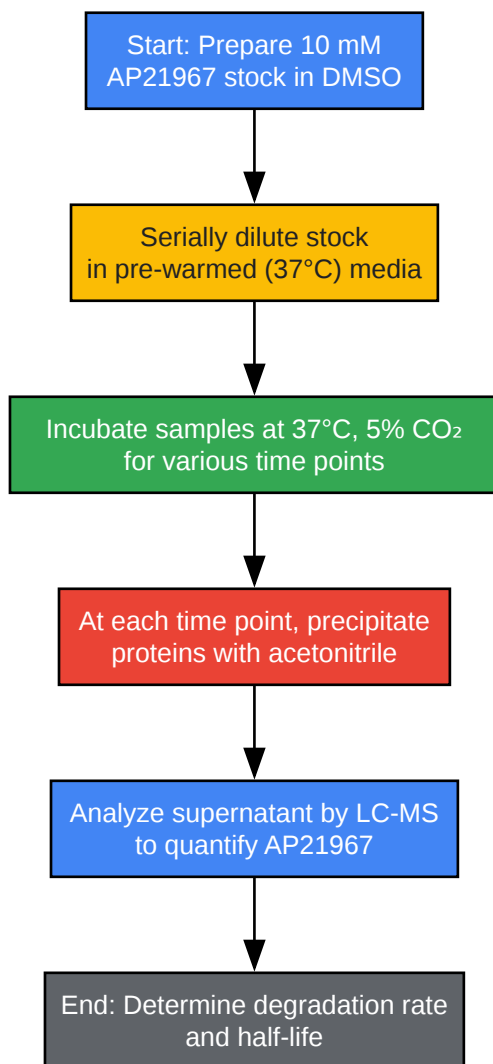 Start: Prepare 10 mM
AP21967 stock in DMSO
Serially dilute stock
in pre-warmed (37°C) media
Incubate samples at 37°C, 5% CO₂
for various time points
At each time point, precipitate
proteins with acetonitrile
Analyze supernatant by LC-MS
to quantify AP21967
End: Determine degradation rate
and half-life